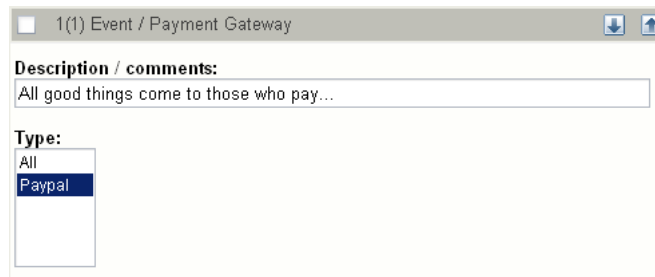 1(1) Event / Payment Gateway
Description / comments:
All good things come to those who pay...
Type:
All
Paypal